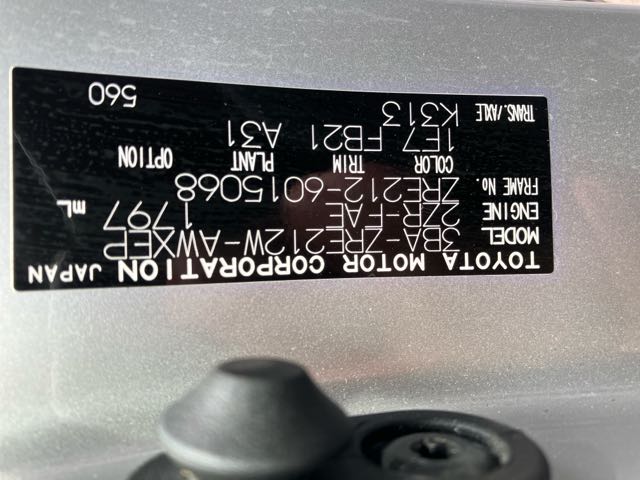 TOYOTA MOTOR CORPORATION JAPAN
MODEL 3BA-ZRE212W-AWXEP
ENGINE 2ZR-FAE 1797 mL
FRAME No. ZRE212-6015068
COLOR TRIM PLANT OPTION
1E7 FB21 A31
TRANS./AXLE K313
560